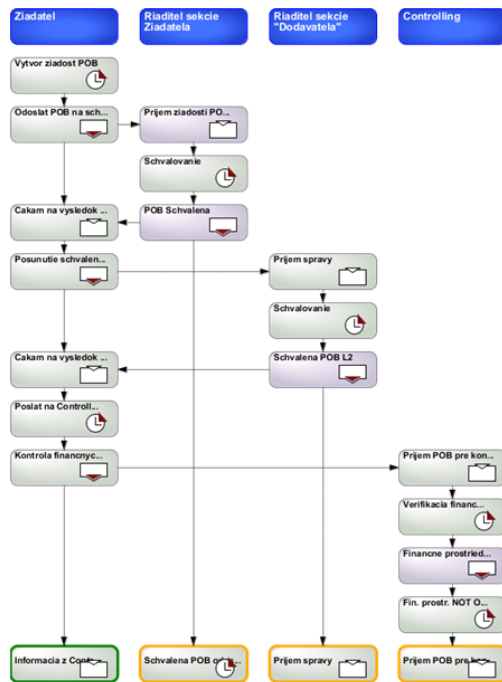 Ziadatel
Riaditel sekcie
Ziadatela
Riaditel sekcie
"Dodavatela"
Controlling
Vytvor ziadost POB
Odoslat POB na sch...
Prijem ziadosti PO...
Schvalovanie
Cakam na vysledok ...
POB Schvalena
Posunutie schvalen...
Prijem spravy
Schvalovanie
Cakam na vysledok ...
Schvalena POB L2
Poslat na Controll...
Kontrola financnyc...
Prijem POB pre kon...
Verifikacia financ...
Financne prostried...
Fin. prostr. NOT O...
Informacia z
Schvalena POB
Prijem spravy
Prijem POB pre